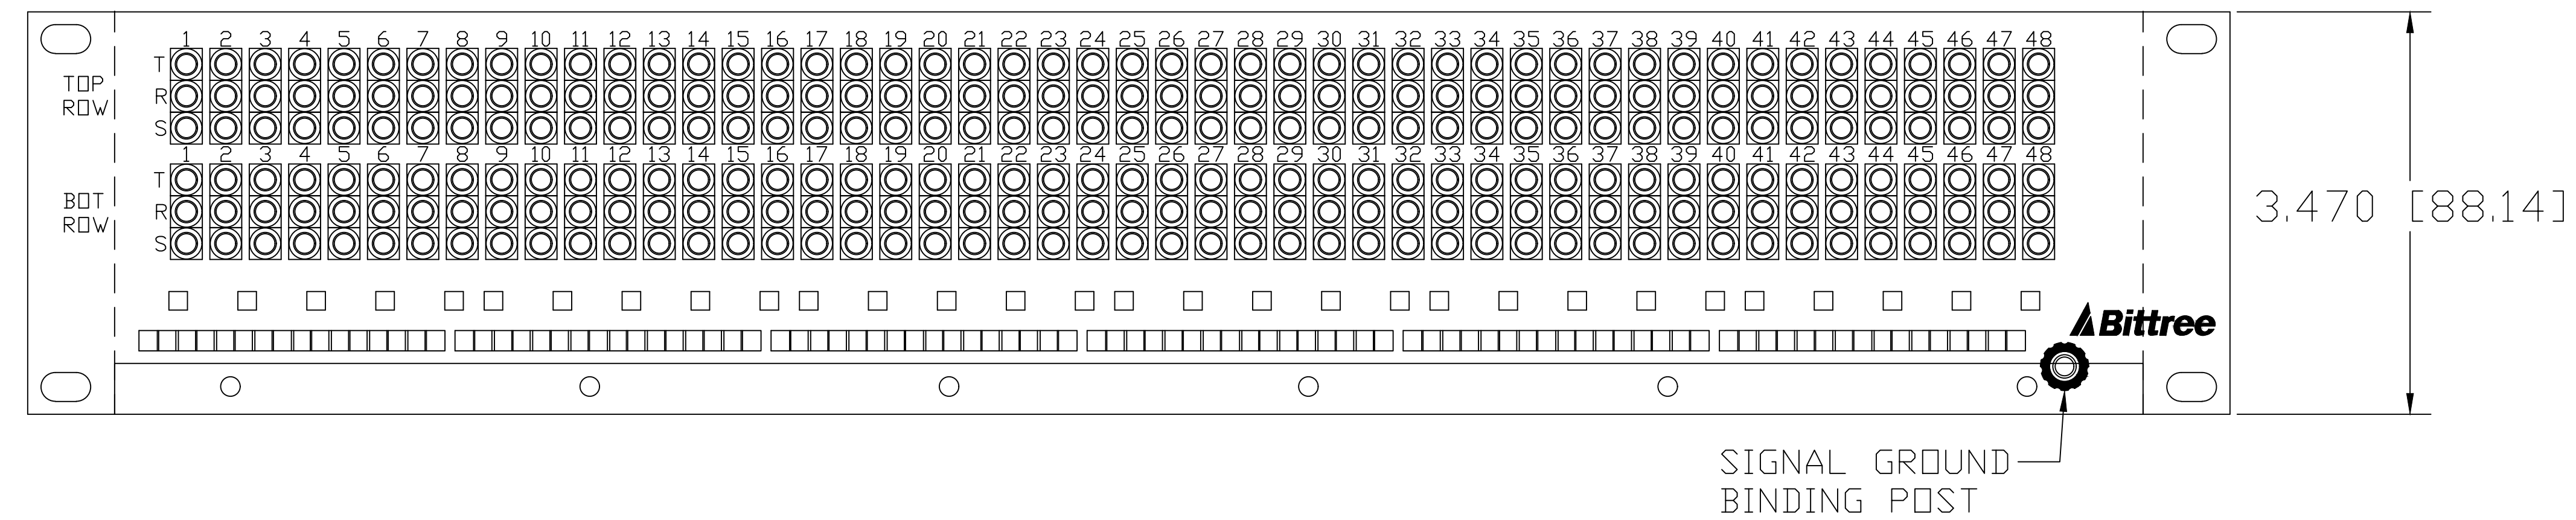 1 2 3 4 5 6 7 8 9 10 11 12 13 14 15 16 17 18 19 20 21 22 23 24 25 26 27 28 29 30 31 32 33 34 35 36 37 38 39 40 41 42 43 44 45 46 47 48
TOP
ROW
T
R
S
1 2 3 4 5 6 7 8 9 10 11 12 13 14 15 16 17 18 19 20 21 22 23 24 25 26 27 28 29 30 31 32 33 34 35 36 37 38 39 40 41 42 43 44 45 46 47 48
BOT
ROW
T
R
S
3.470 [88.14]
Bittree
SIGNAL GROUND
BINDING POST